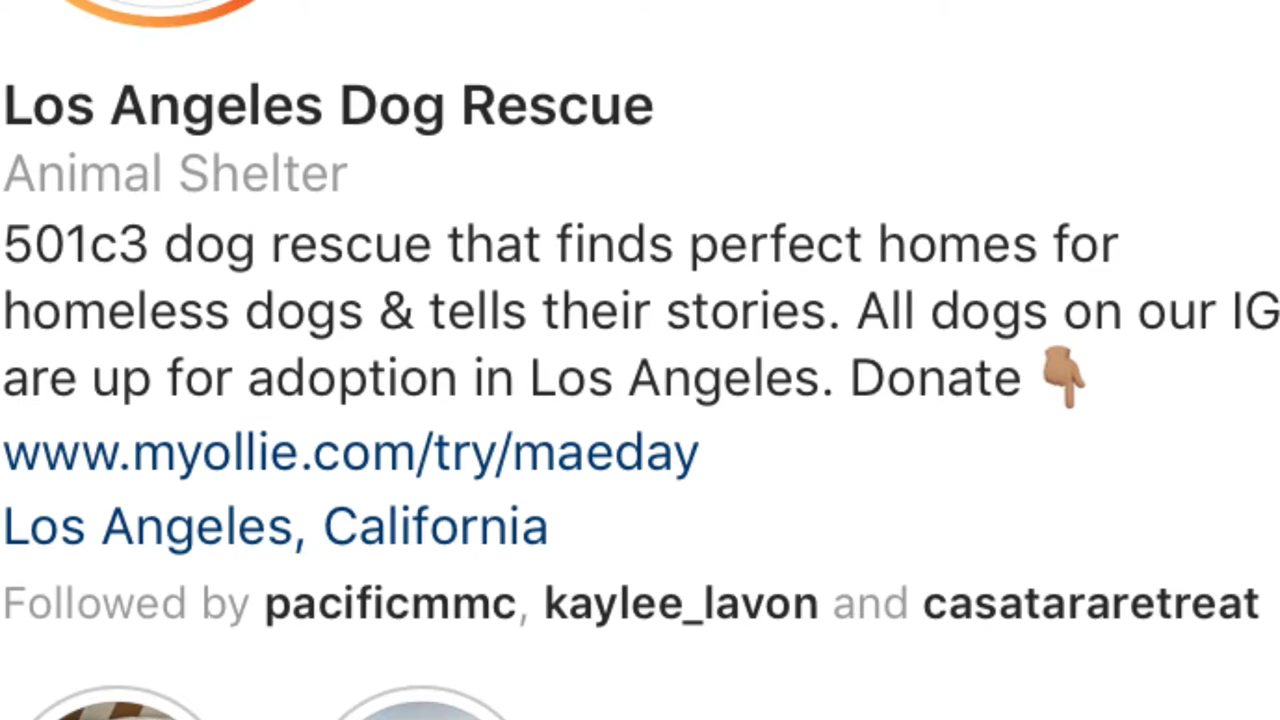 Los Angeles Dog Rescue
Animal Shelter
501c3 dog rescue that finds perfect homes for
homeless dogs & tells their stories. All dogs on our IG
are up for adoption in Los Angeles. Donate 👇🏽
www.myollie.com/try/maeday
Los Angeles, California
Followed by pacificmmc, kaylee_lavon and casatararetreat